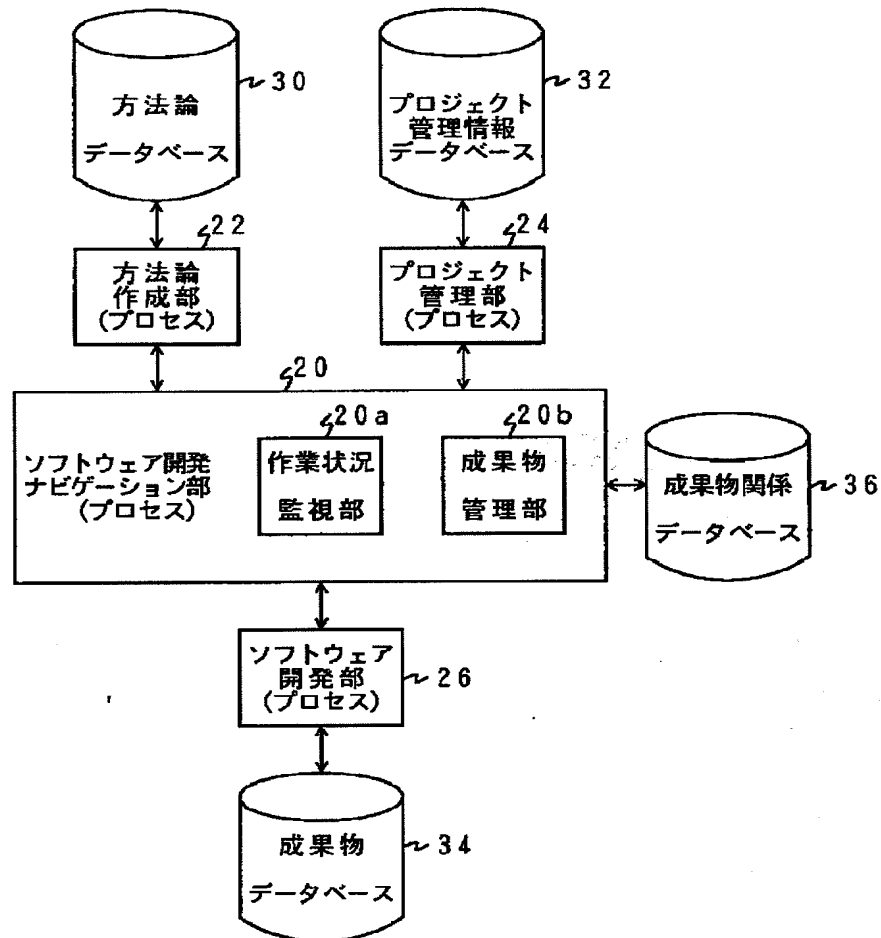 方法論
データベース
30
プロジェクト
管理情報
データベース
32
22
方法論
作成部
(プロセス)
24
プロジェクト
管理部
(プロセス)
20
ソフトウェア開発
ナビゲーション部
(プロセス)
20a
作業状況
監視部
20b
成果物
管理部
成果物関係
データベース
36
ソフトウェア
開発部
(プロセス)
26
成果物
データベース
34